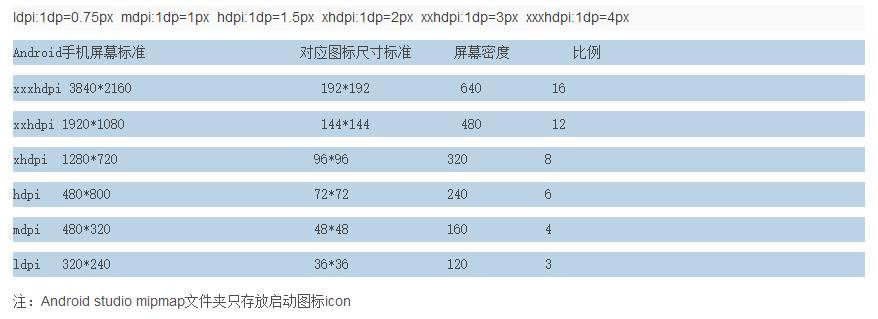 ldpi:1dp=0.75px mdpi:1dp=1px hdpi:1dp=1.5px xhdpi:1dp=2px xxhdpi:1dp=3px xxxhdpi:1dp=4px
Android手机屏幕标准 对应图标尺寸标准 屏幕密度 比例
xxxhdpi 3840*2160 192*192 640 16
xxhdpi 1920*1080 144*144 480 12
xhdpi 1280*720 96*96 320 8
hdpi 480*800 72*72 240 6
mdpi 480*320 48*48 160 4
ldpi 320*240 36*36 120 3
注：Android studio mipmap文件夹只存放启动图标icon